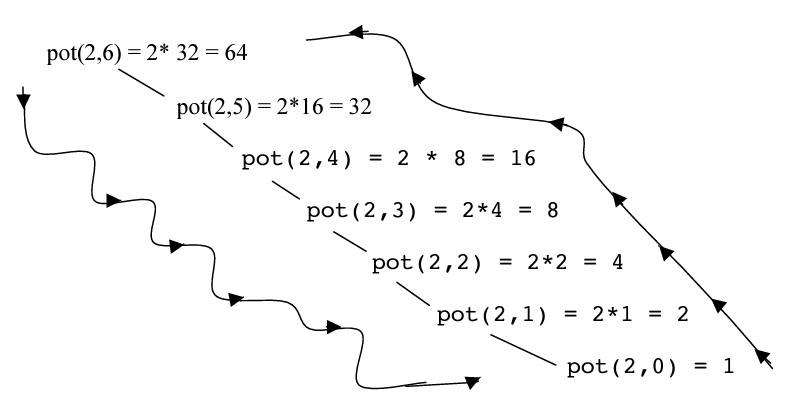 pot(2,6) = 2* 32 = 64
pot(2,5) = 2*16 = 32
pot(2,4) = 2 * 8 = 16
pot(2,3) = 2*4 = 8
pot(2,2) = 2*2 = 4
pot(2,1) = 2*1 = 2
pot(2,0) = 1